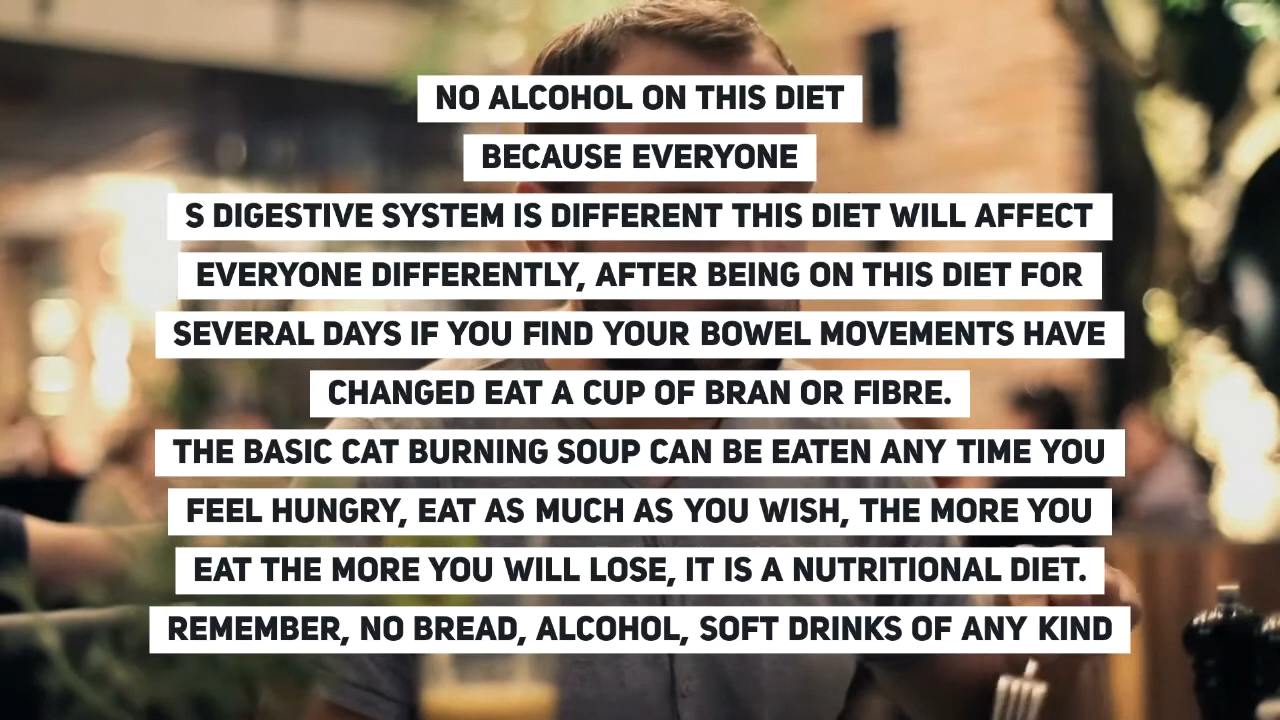 NO ALCOHOL ON THIS DIET
BECAUSE EVERYONE
S DIGESTIVE SYSTEM IS DIFFERENT THIS DIET WILL AFFECT
EVERYONE DIFFERENTLY, AFTER BEING ON THIS DIET FOR
SEVERAL DAYS IF YOU FIND YOUR BOWEL MOVEMENTS HAVE
CHANGED EAT A CUP OF BRAN OR FIBRE.
THE BASIC CAT BURNING SOUP CAN BE EATEN ANY TIME YOU
FEEL HUNGRY, EAT AS MUCH AS YOU WISH, THE MORE YOU
EAT THE MORE YOU WILL LOSE, IT IS A NUTRITIONAL DIET.
REMEMBER, NO BREAD, ALCOHOL, SOFT DRINKS OF ANY KIND